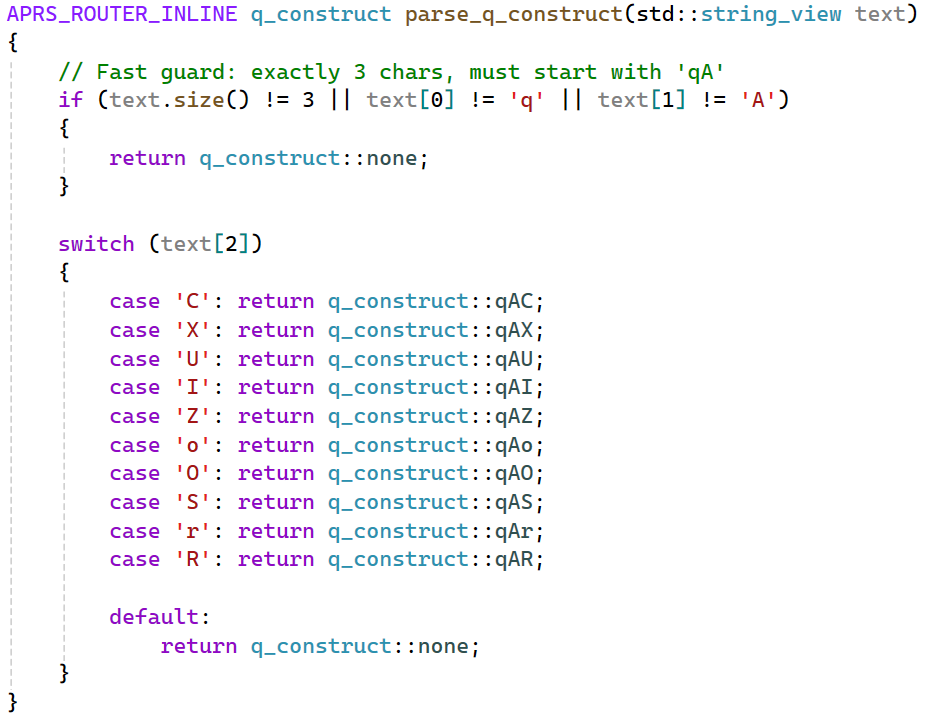 APRS_ROUTER_INLINE q_construct parse_q_construct(std::string_view text)
{
    // Fast guard: exactly 3 chars, must start with 'qA'
    if (text.size() != 3 || text[0] != 'q' || text[1] != 'A')
    {
        return q_construct::none;
    }

    switch (text[2])
    {
        case 'C': return q_construct::qAC;
        case 'X': return q_construct::qAX;
        case 'U': return q_construct::qAU;
        case 'I': return q_construct::qAI;
        case 'Z': return q_construct::qAZ;
        case 'o': return q_construct::qAo;
        case 'O': return q_construct::qAO;
        case 'S': return q_construct::qAS;
        case 'r': return q_construct::qAr;
        case 'R': return q_construct::qAR;

        default:
            return q_construct::none;
    }
}